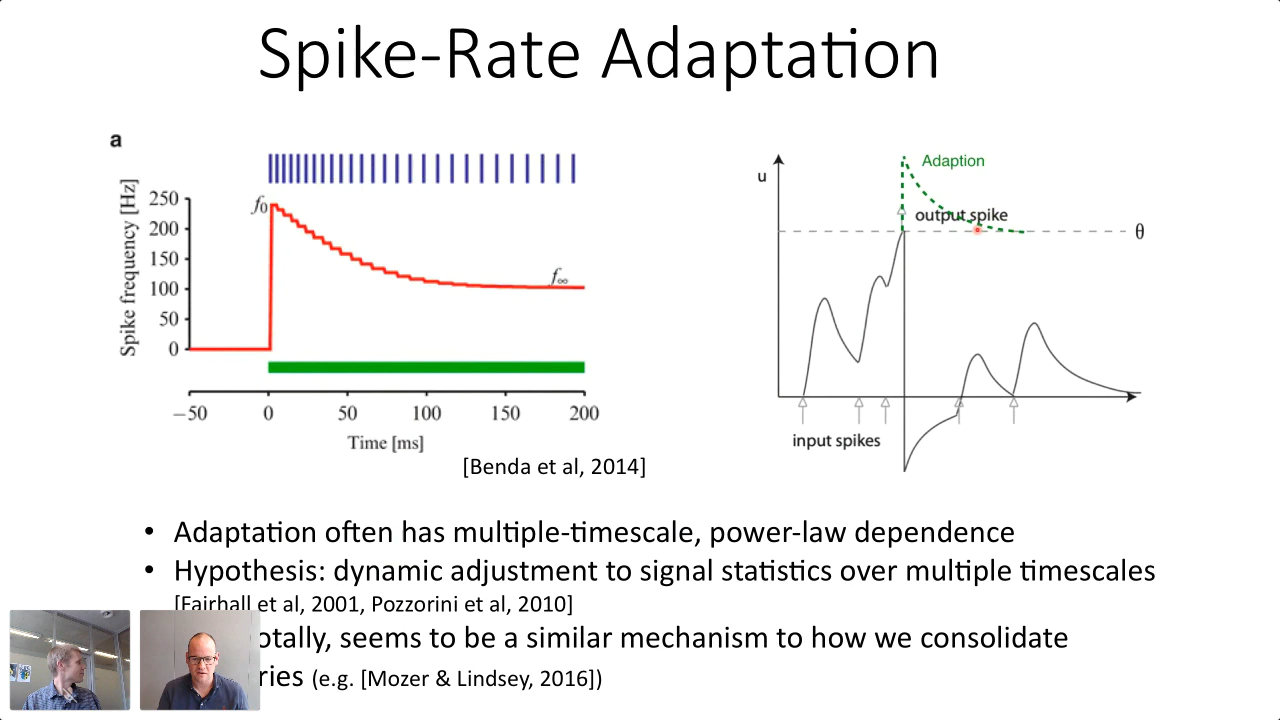 Spike-Rate Adaptation
a
Spike frequency [Hz]
250
200
150
100
50
0
f0
f∞
−50 0 50 100 150 200
Time [ms]
[Benda et al, 2014]
u
Adaption
output spike
θ
input spikes
• Adaptation often has multiple-timescale, power-law dependence
• Hypothesis: dynamic adjustment to signal statistics over multiple timescales
[Fairhall et al, 2001, Pozzorini et al, 2010]
otally, seems to be a similar mechanism to how we consolidate
ries (e.g. [Mozer & Lindsey, 2016])